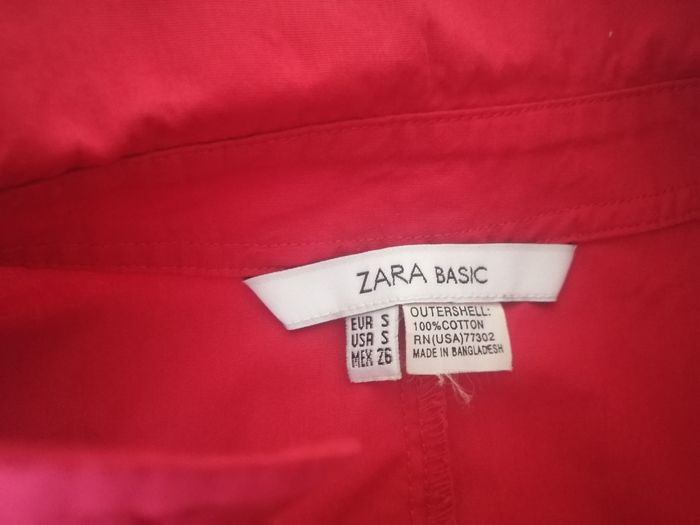 ZARA BASIC
EUR S
USA S
MEX 26
OUTERSHELL:
100%COTTON
RN(USA)77302
MADE IN BANGLADESH